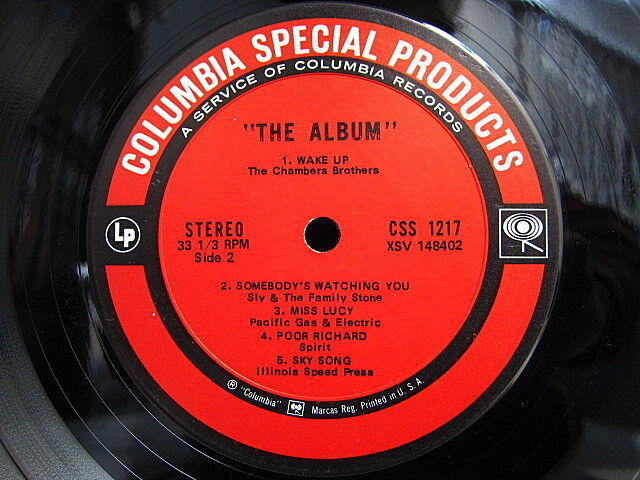 COLUMBIA SPECIAL PRODUCTS
A SERVICE OF COLUMBIA RECORDS
"THE ALBUM"
1. WAKE UP
The Chambers Brothers
Lp
STEREO
33 1/3 RPM
Side 2
CSS 1217
XSV 148402
2. SOMEBODY'S WATCHING YOU
Sly & The Family Stone
3. MISS LUCY
Pacific Gas & Electric
4. POOR RICHARD
Spirit
5. SKY SONG
Illinois Speed Press
® "Columbia" Marcas Reg. Printed in U. S. A.